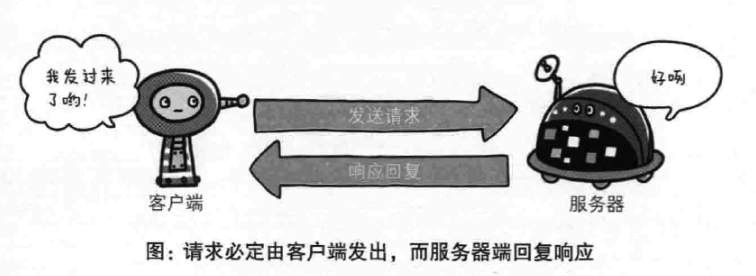 我发过来
了哟!
好咧
发送请求
响应回复
客户端
服务器
图:请求必定由客户端发出,而服务器端回复响应